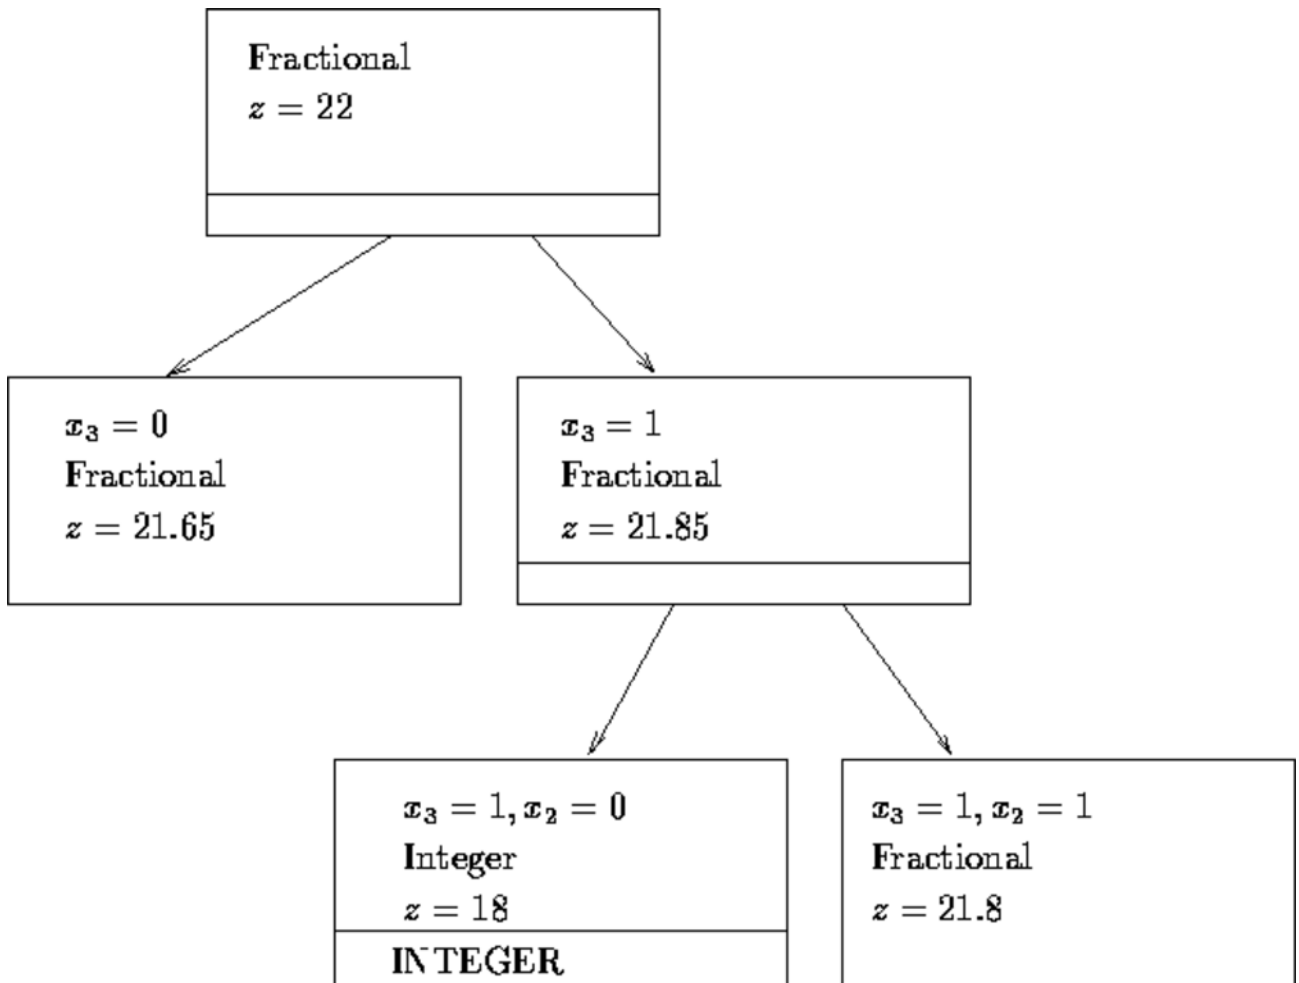 Fractional
z = 22
x₃ = 0
Fractional
z = 21.65
x₃ = 1
Fractional
z = 21.85
x₃ = 1, x₂ = 0
Integer
z = 18
INTEGER
x₃ = 1, x₂ = 1
Fractional
z = 21.8